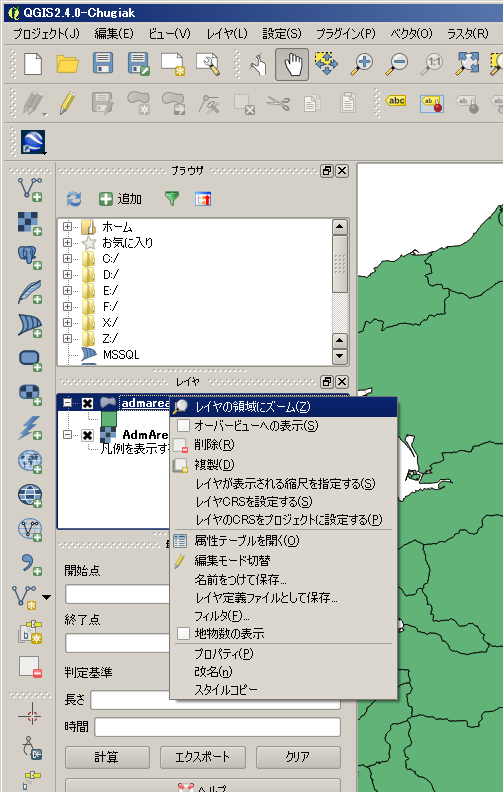 QGIS2.4.0-Chugiak
プロジェクト(J) 編集(E) ビュー(V) レイヤ(L) 設定(S) プラグイン(P) ベクタ(O) ラスタ(R)
1:1
abc ab ab
ブラウザ
追加
ホーム
お気に入り
C:/
D:/
E:/
F:/
X:/
Z:/
MSSQL
レイヤ
admarea
AdmAre
凡例を表示す
レイヤの領域にズーム(Z)
オーバービューへの表示(S)
削除(R)
複製(D)
レイヤが表示される縮尺を指定する(S)
レイヤCRSを設定する(S)
レイヤのCRSをプロジェクトに設定する(P)
属性テーブルを開く(O)
編集モード切替
名前をつけて保存...
レイヤ定義ファイルとして保存...
フィルタ(F)...
地物数の表示
プロパティ(P)
改名(n)
スタイルコピー
開始点
終了点
判定基準
長さ
時間
計算 エクスポート クリア
ヘルプ